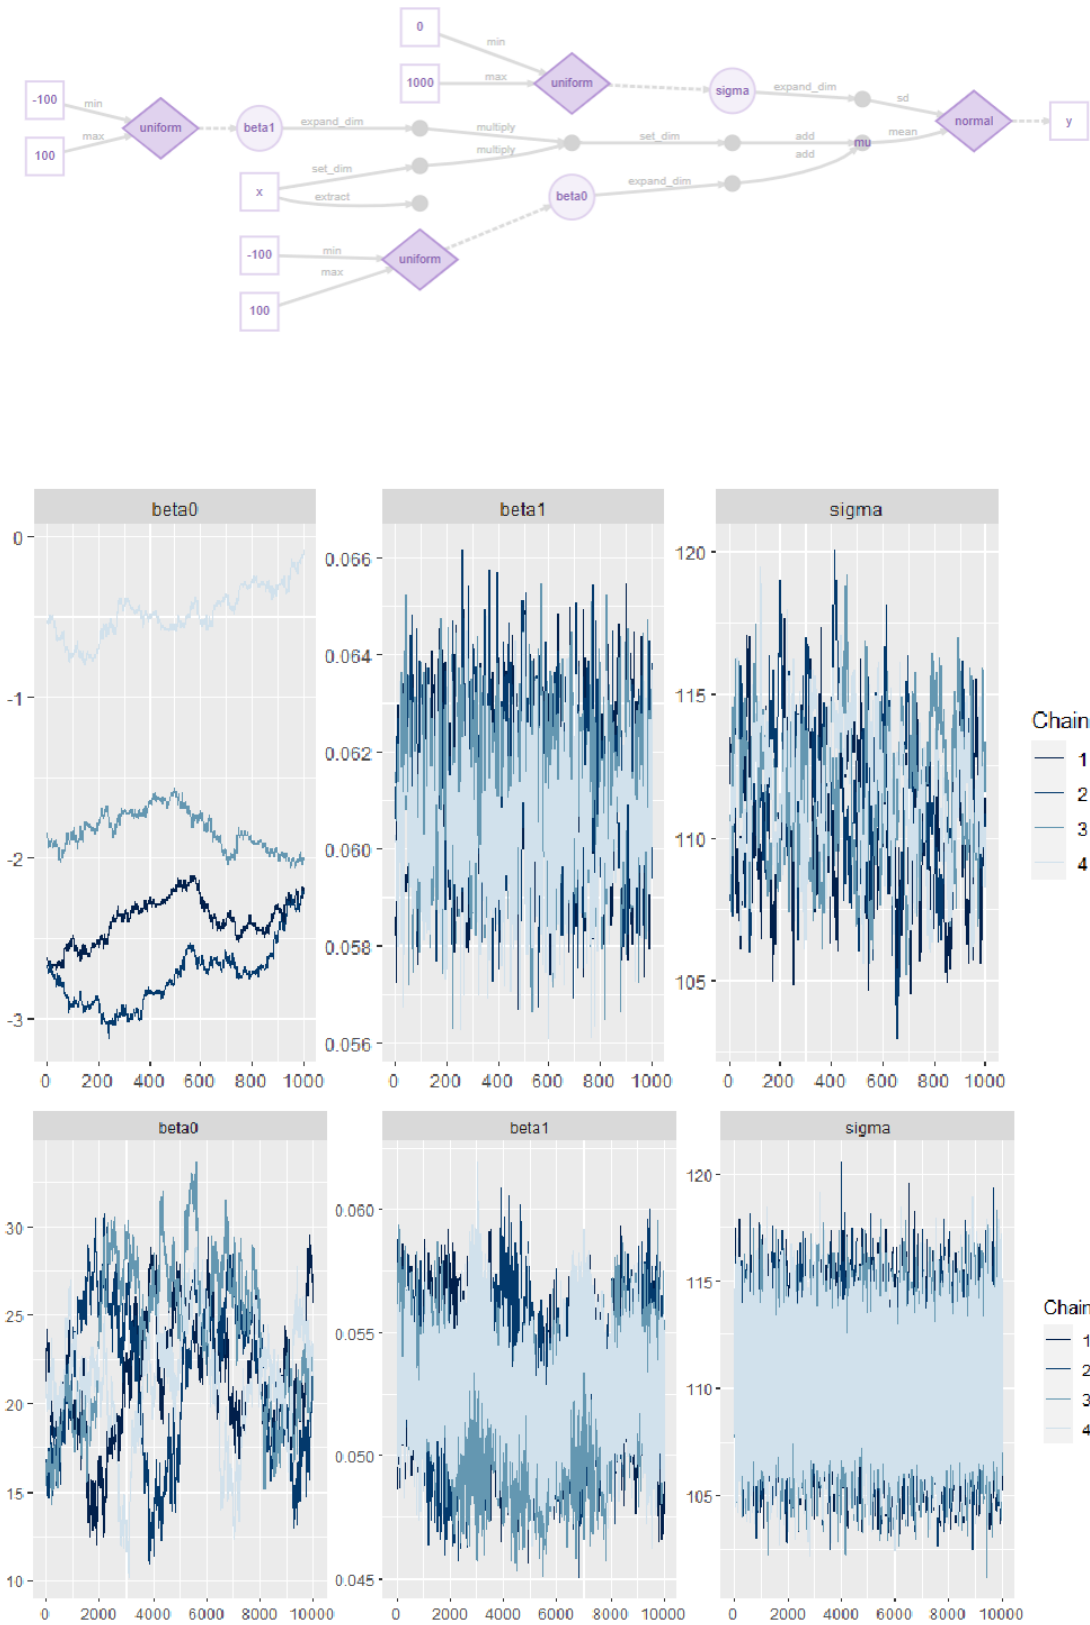 0
min
1000
max
uniform
sigma
expand_dim
sd
-100
min
100
max
uniform
beta1
expand_dim
multiply
multiply
set_dim
add
add
mu
mean
normal
y
x
set_dim
extract
beta0
expand_dim
-100
min
100
max
uniform
beta0
0
-1
-2
-3
0 200 400 600 800 1000
beta1
0.066
0.064
0.062
0.060
0.058
0.056
0 200 400 600 800 1000
sigma
120
115
110
105
0 200 400 600 800 1000
Chain
1
2
3
4
beta0
30
25
20
15
10
0 2000 4000 6000 8000 10000
beta1
0.060
0.055
0.050
0.045
0 2000 4000 6000 8000 10000
sigma
120
115
110
105
0 2000 4000 6000 8000 10000
Chain
1
2
3
4